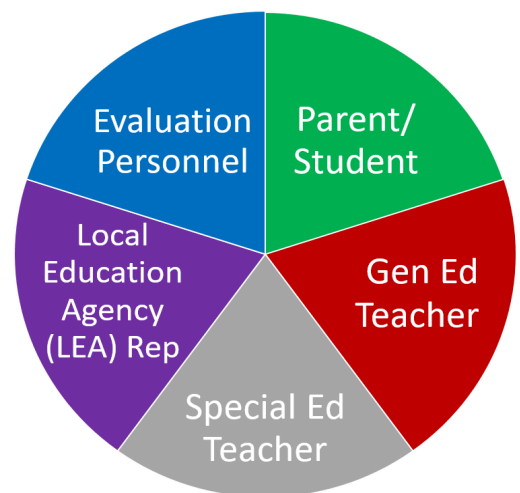 Evaluation
Personnel
Parent/
Student
Local
Education
Agency
(LEA) Rep
Gen Ed
Teacher
Special Ed
Teacher